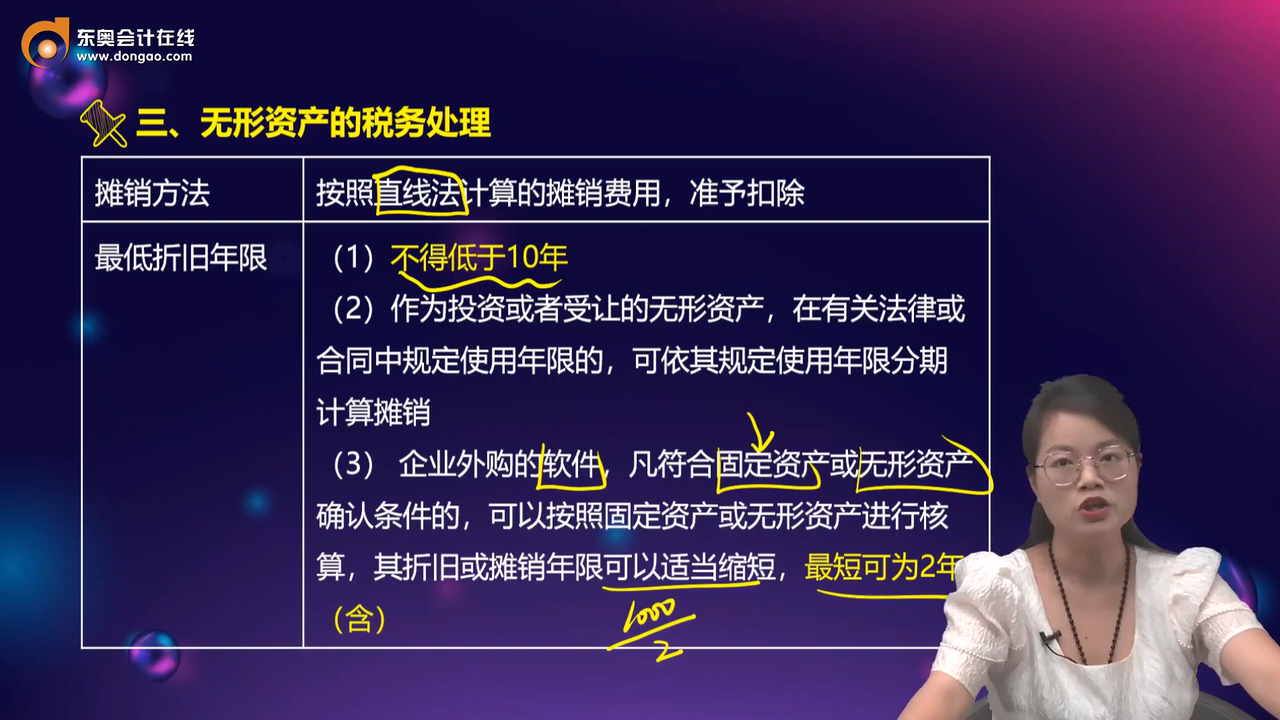 东奥会计在线
www.dongao.com
三、无形资产的税务处理
摊销方法
按照直线法计算的摊销费用，准予扣除
最低折旧年限
（1）不得低于10年
（2）作为投资或者受让的无形资产，在有关法律或
合同中规定使用年限的，可依其规定使用年限分期
计算摊销
（3） 企业外购的软件，凡符合固定资产或无形资产
确认条件的，可以按照固定资产或无形资产进行核
算，其折旧或摊销年限可以适当缩短，最短可为2年
（含）
1000
2